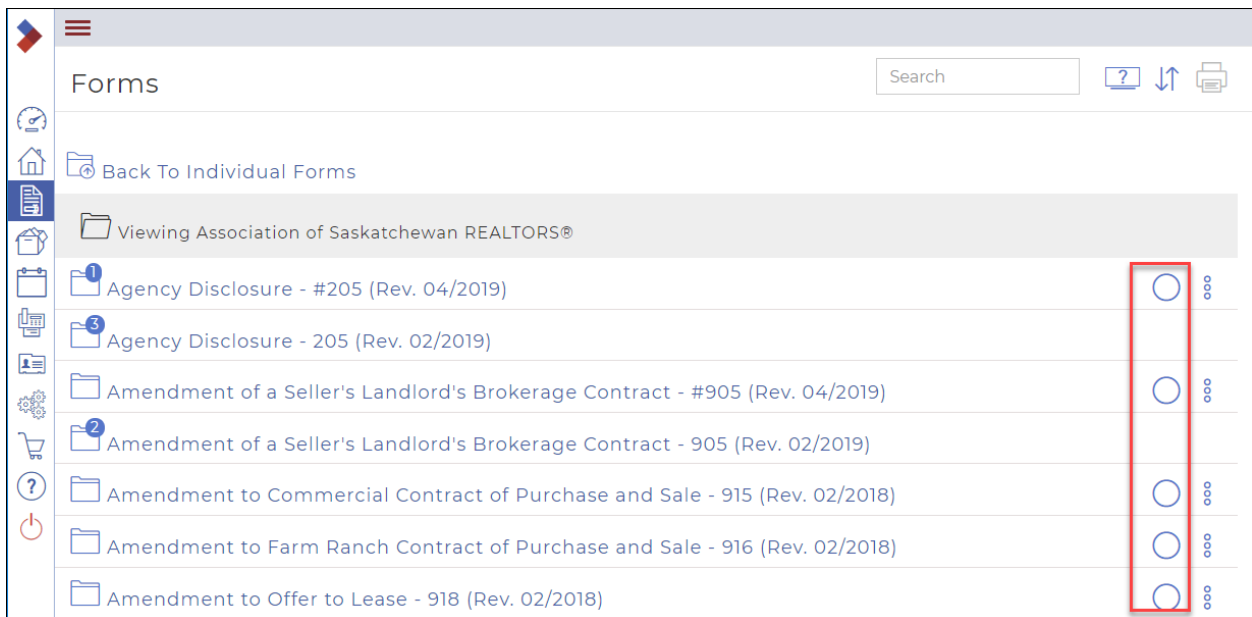 Forms
Search
?
Back To Individual Forms
Viewing Association of Saskatchewan REALTORS®
1
Agency Disclosure - #205 (Rev. 04/2019)
3
Agency Disclosure - 205 (Rev. 02/2019)
Amendment of a Seller's Landlord's Brokerage Contract - #905 (Rev. 04/2019)
2
Amendment of a Seller's Landlord's Brokerage Contract - 905 (Rev. 02/2019)
Amendment to Commercial Contract of Purchase and Sale - 915 (Rev. 02/2018)
?
Amendment to Farm Ranch Contract of Purchase and Sale - 916 (Rev. 02/2018)
Amendment to Offer to Lease - 918 (Rev. 02/2018)